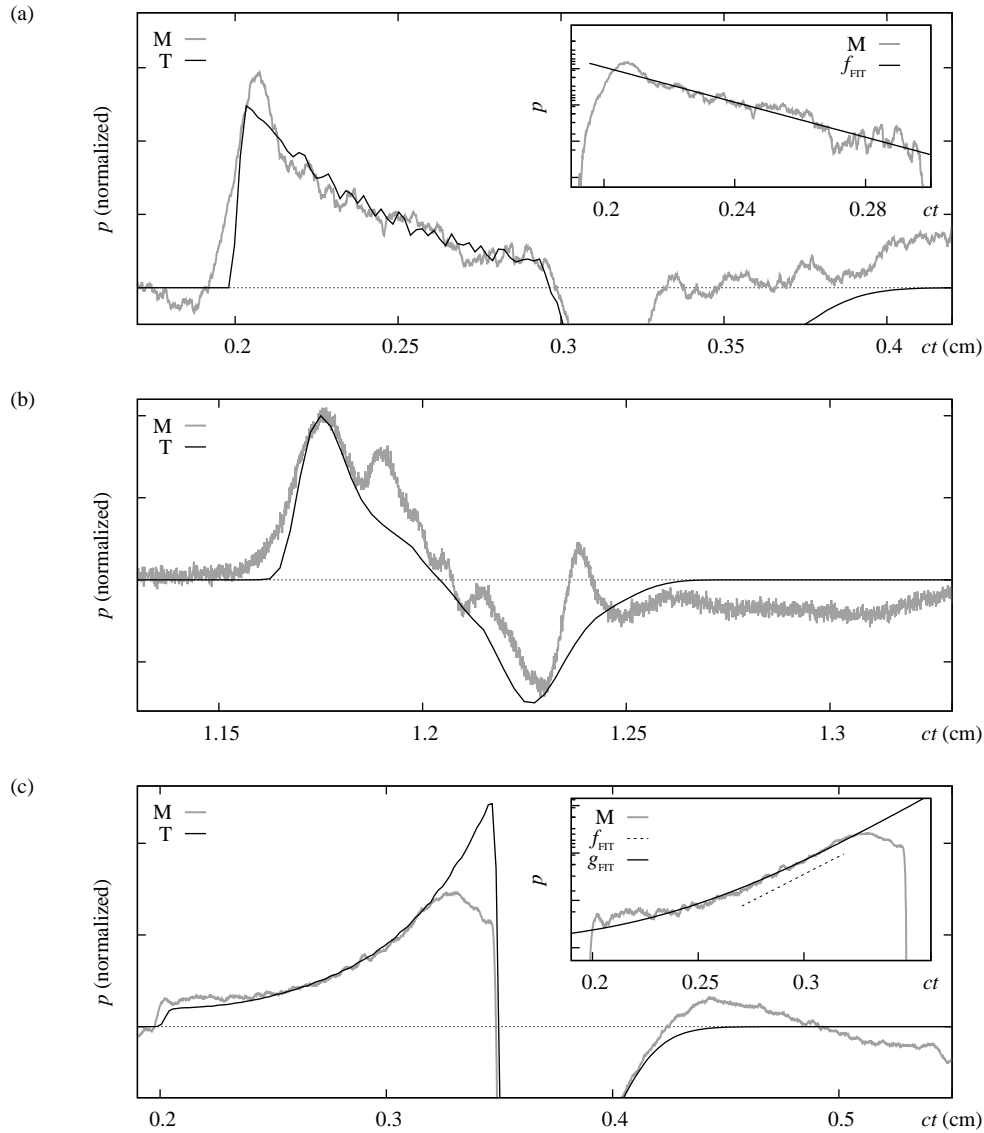 (a)
M
T
p (normalized)
0.2
0.25
0.3
0.35
0.4
ct (cm)
M
f_FIT
p
0.2
0.24
0.28
ct
(b)
M
T
p (normalized)
1.15
1.2
1.25
1.3
ct (cm)
(c)
M
T
p (normalized)
0.2
0.3
0.4
0.5
ct (cm)
M
f_FIT
g_FIT
p
0.2
0.25
0.3
ct